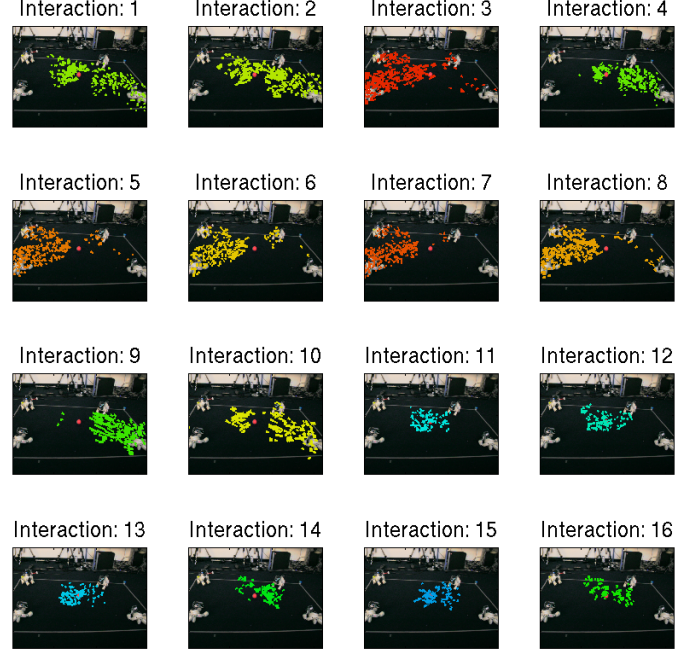 Interaction: 1
Interaction: 2
Interaction: 3
Interaction: 4
Interaction: 5
Interaction: 6
Interaction: 7
Interaction: 8
Interaction: 9
Interaction: 10
Interaction: 11
Interaction: 12
Interaction: 13
Interaction: 14
Interaction: 15
Interaction: 16